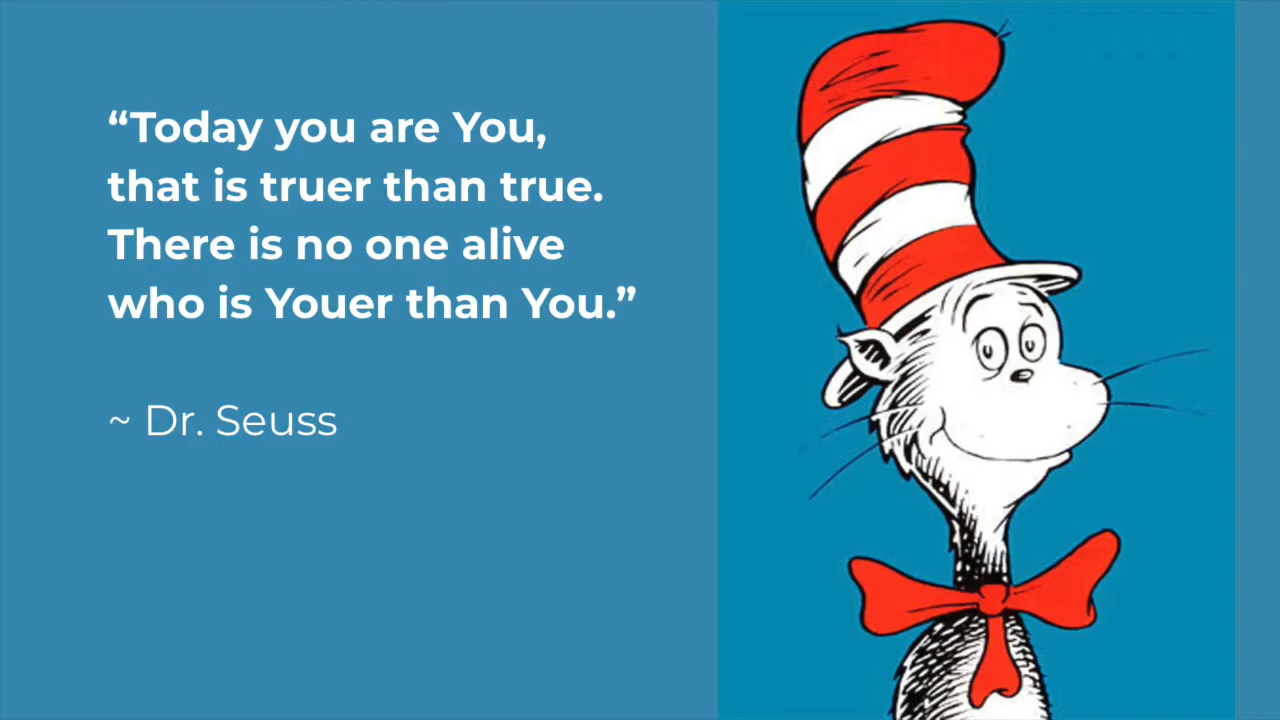 “Today you are You,
that is truer than true.
There is no one alive
who is Youer than You.”
~ Dr. Seuss